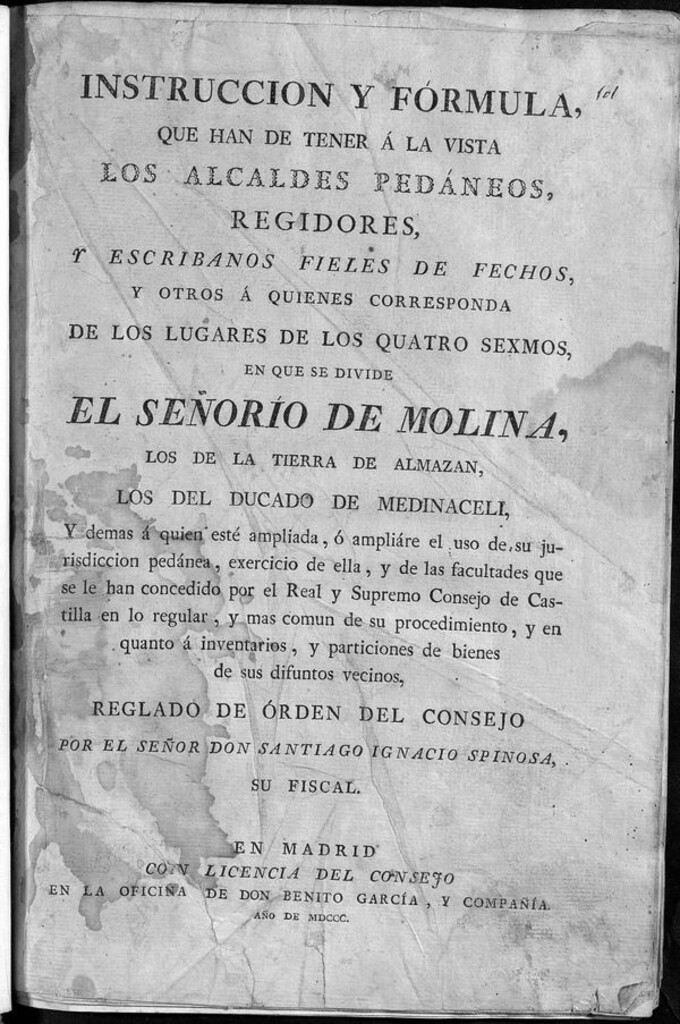 INSTRUCCION Y FÓRMULA,
QUE HAN DE TENER Á LA VISTA
LOS ALCALDES PEDÁNEOS,
REGIDORES,
Y ESCRIBANOS FIELES DE FECHOS,
Y OTROS Á QUIENES CORRESPONDA
DE LOS LUGARES DE LOS QUATRO SEXMOS,
EN QUE SE DIVIDE
EL SEÑORÍO DE MOLINA,
LOS DE LA TIERRA DE ALMAZAN,
LOS DEL DUCADO DE MEDINACELI,
Y demas á quien esté ampliada, ó ampliáre el uso de su ju-
risdiccion pedánea, exercicio de ella, y de las facultades que
se le han concedido por el Real y Supremo Consejo de Cas-
tilla en lo regular, y mas comun de su procedimiento, y en
quanto á inventarios, y particiones de bienes
de sus difuntos vecinos,
REGLADO DE ÓRDEN DEL CONSEJO
POR EL SEÑOR DON SANTIAGO IGNACIO SPINOSA,
SU FISCAL.
EN MADRID
CON LICENCIA DEL CONSEJO
EN LA OFICINA DE DON BENITO GARCÍA, Y COMPAÑÍA.
AÑO DE MDCCC.